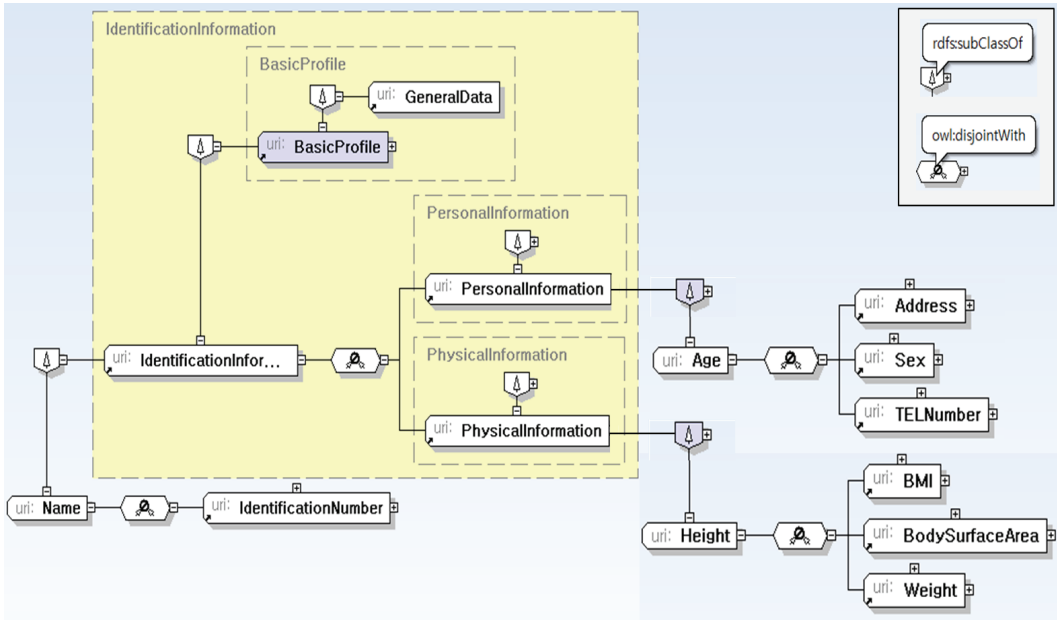 IdentificationInformation
BasicProfile
uri: GeneralData
uri: BasicProfile
rdfs:subClassOf
owl:disjointWith
PersonalInformation
uri: PersonalInformation
uri: Address
uri: IdentificationInfor...
PhysicalInformation
uri: Age
uri: Sex
uri: TELNumber
uri: PhysicalInformation
uri: Name
uri: IdentificationNumber
uri: BMI
uri: Height
uri: BodySurfaceArea
uri: Weight